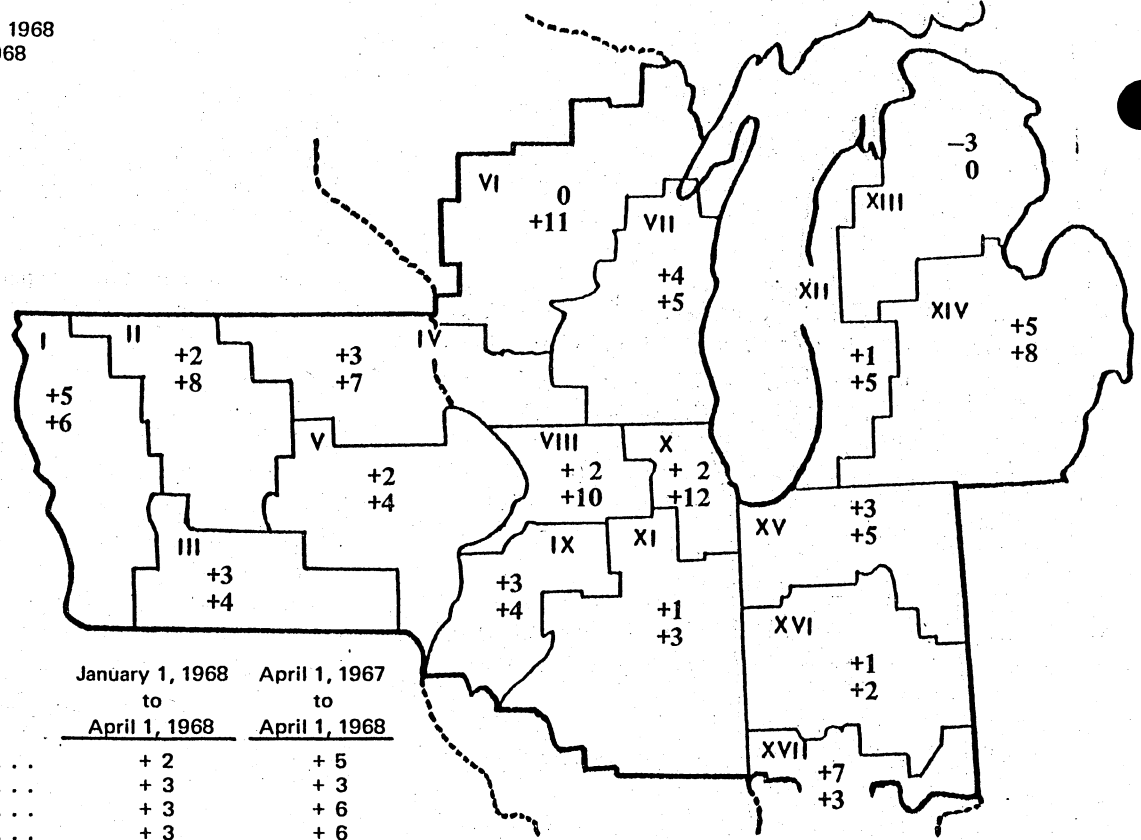 1968
968
VI
0
+11
VII
+4
+5
−3
0
XIII
XII
XIV
+5
+8
+1
+5
I
+5
+6
II
+2
+8
+3
+7
IV
V
+2
+4
III
+3
+4
VIII
+ 2
+10
X
+ 2
+12
IX
+3
+4
XI
+1
+3
XV
+3
+5
XVI
+1
+2
XVII
+7
+3
January 1, 1968 April 1, 1967
to to
April 1, 1968 April 1, 1968
. . + 2 + 5
. . . + 3 + 3
. . . + 3 + 6
. . . + 3 + 6